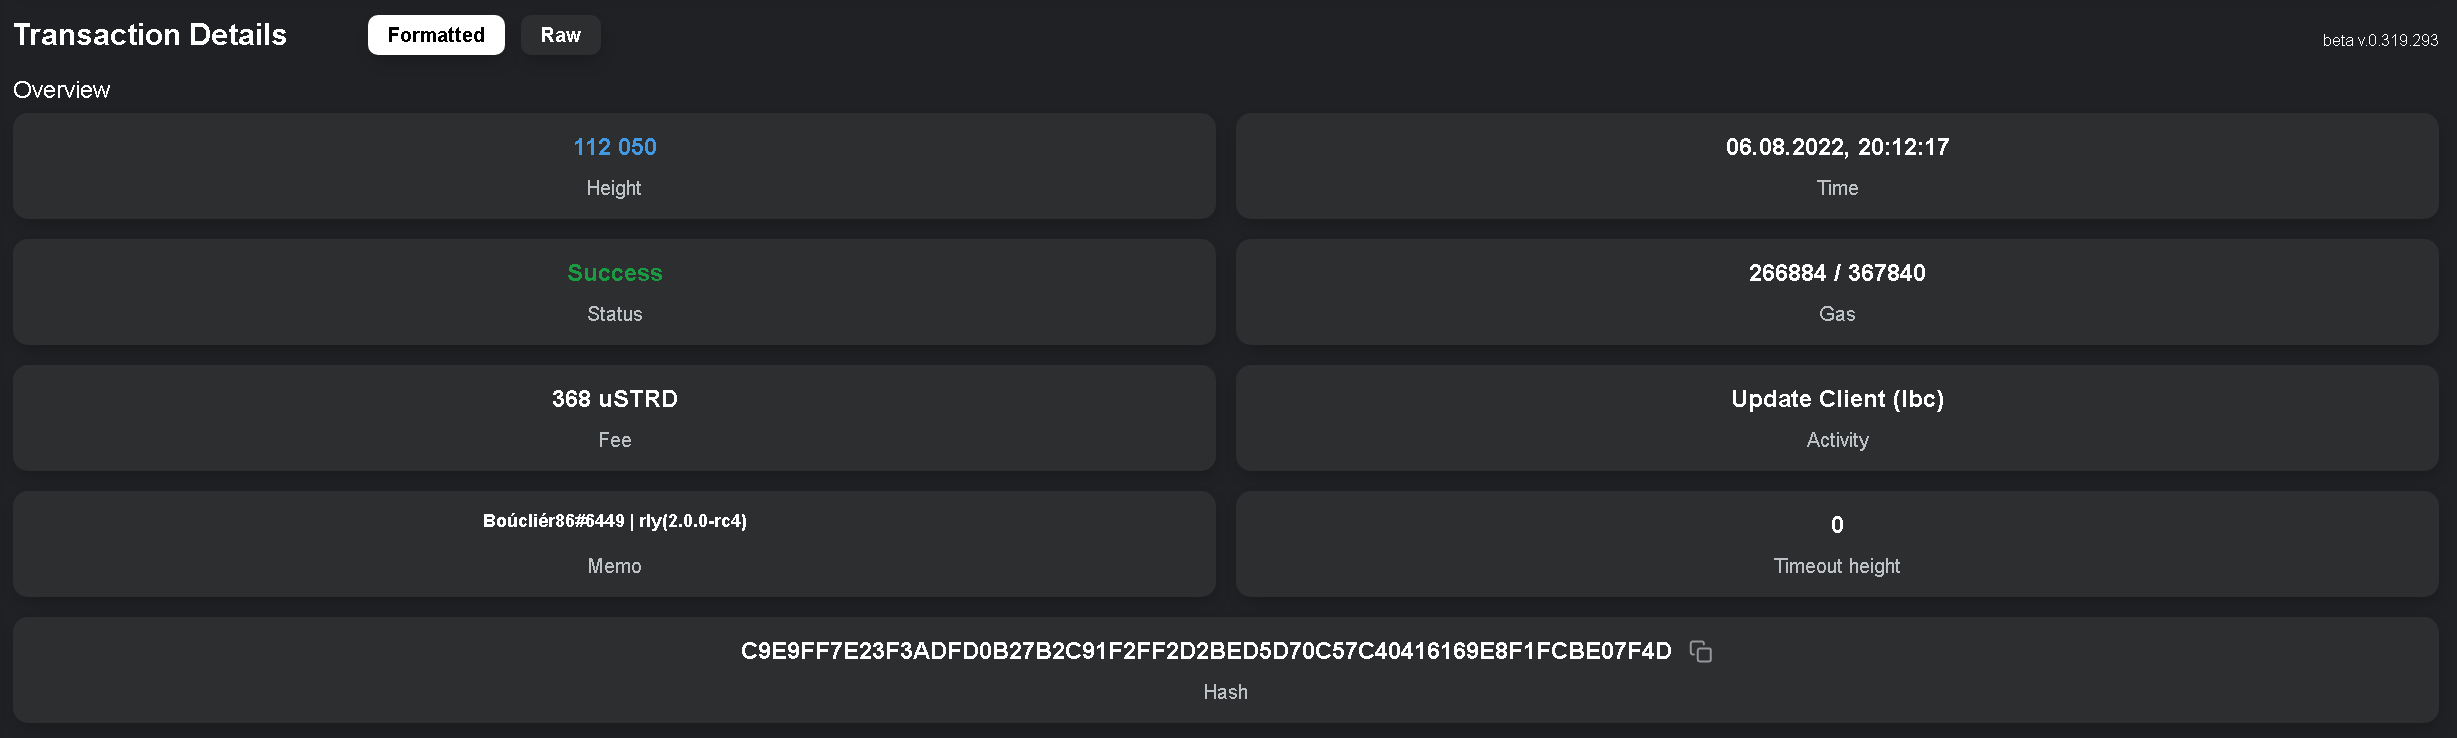 Transaction Details
Formatted
Raw
beta v.0.319.293
Overview
112 050
Height
06.08.2022, 20:12:17
Time
Success
Status
266884 / 367840
Gas
368 uSTRD
Fee
Update Client (Ibc)
Activity
Boúcliér86#6449 | rly(2.0.0-rc4)
Memo
0
Timeout height
C9E9FF7E23F3ADFD0B27B2C91F2FF2D2BED5D70C57C40416169E8F1FCBE07F4D
Hash